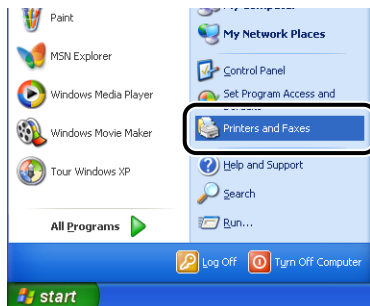 Paint
MSN Explorer
Windows Media Player
Windows Movie Maker
Tour Windows XP
All Programs
My Computer
My Network Places
Control Panel
Set Program Access and
Defaults
Printers and Faxes
Help and Support
Search
Run...
Log Off
Turn Off Computer
start